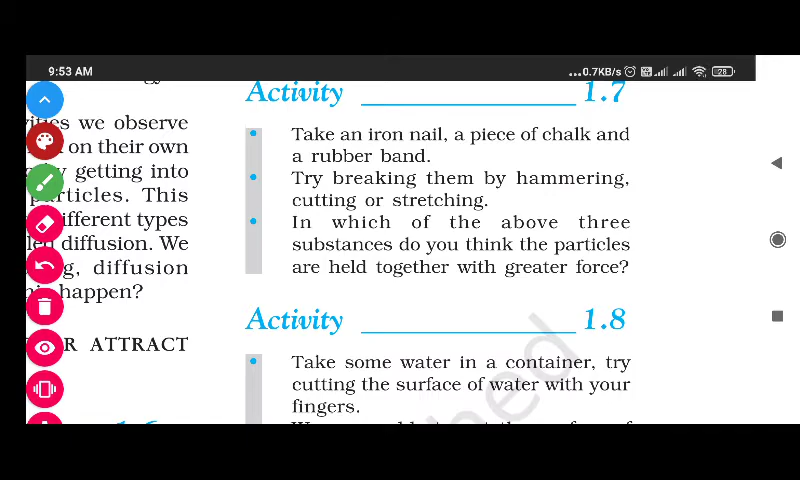 9:53 AM
...0.7KB/s
28
Activity 1.7
vities we observe
on their own
getting into
particles. This
different types
diffusion. We
diffusion
happen?
ATTRACT
• Take an iron nail, a piece of chalk and
a rubber band.
• Try breaking them by hammering,
cutting or stretching.
• In which of the above three
substances do you think the particles
are held together with greater force?
Activity 1.8
• Take some water in a container, try
cutting the surface of water with your
fingers.